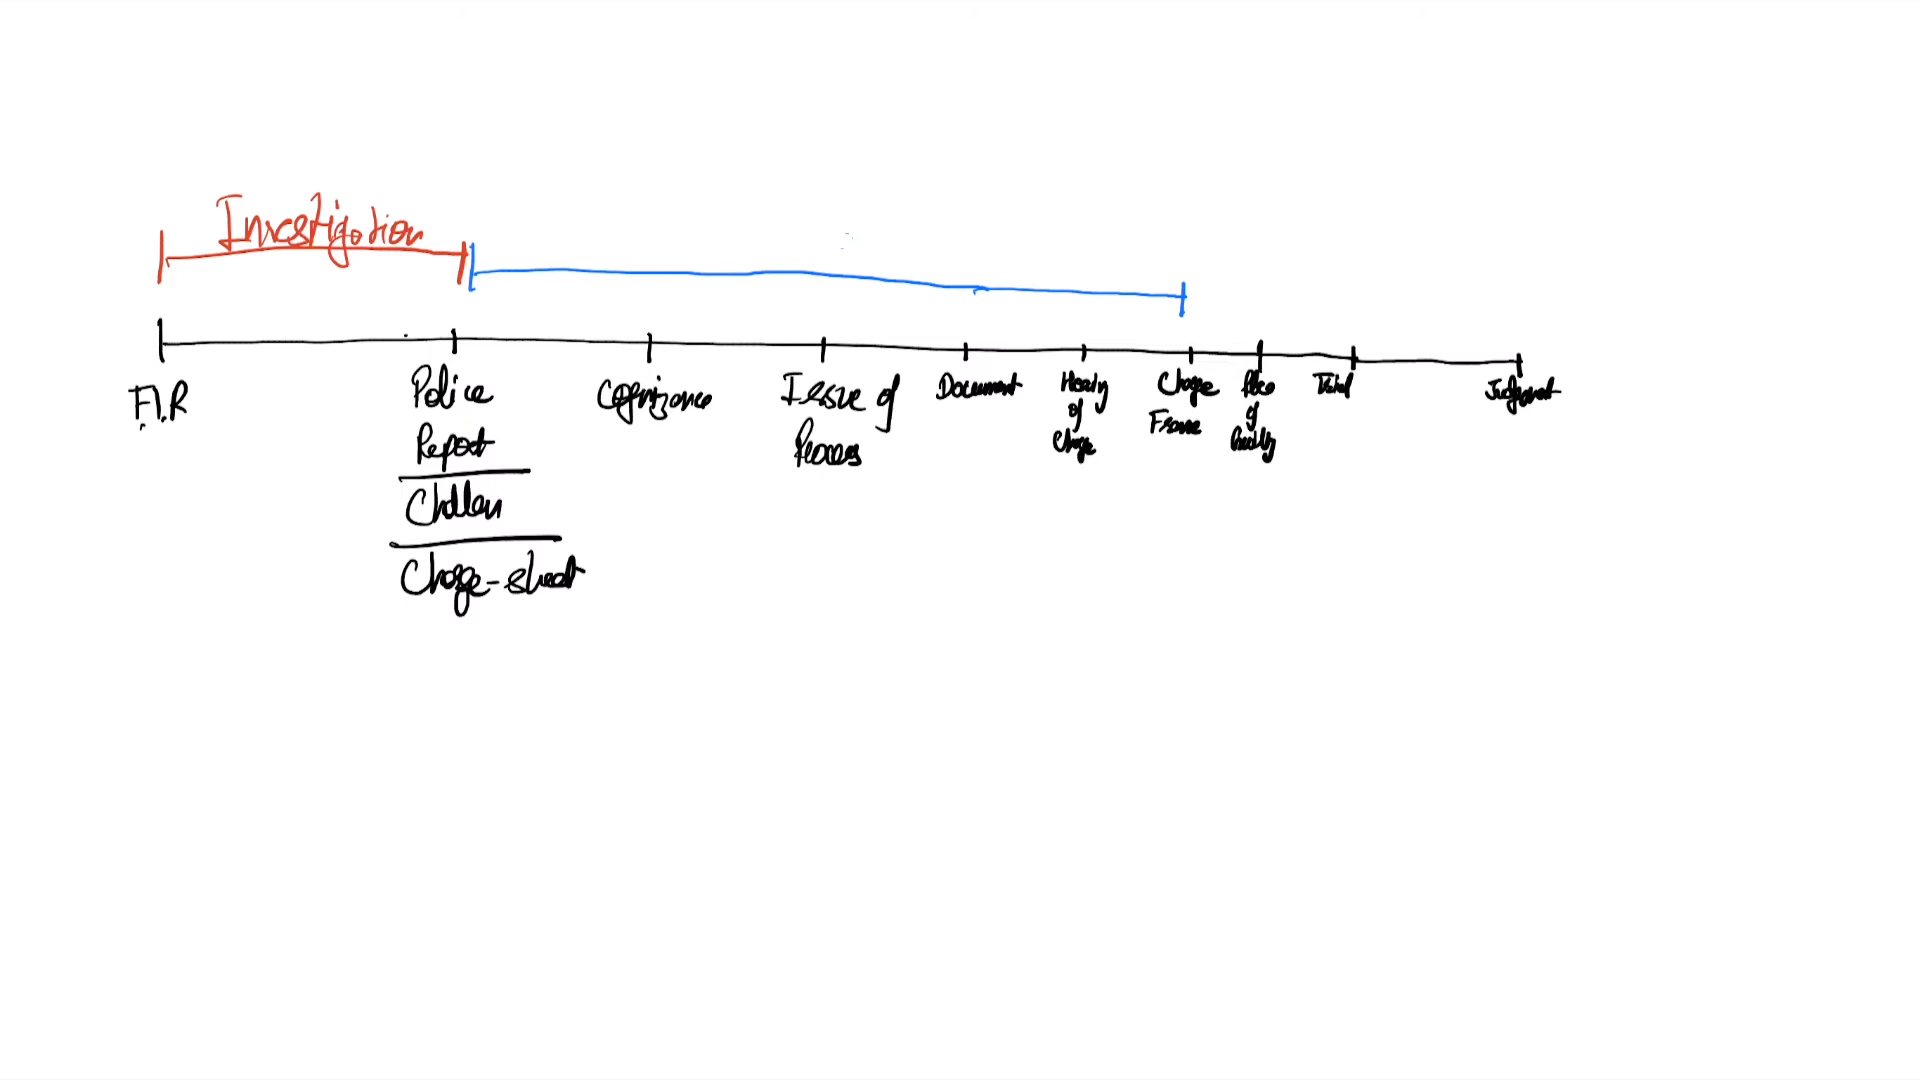 Investigation
F.I.R
Police
Report
Challan
Charge-sheet
Cognizance
Issue of
Process
Document
Hearing
of
Charge
Charge
Frame
Plea
of
Guilty
Trial
Judgment